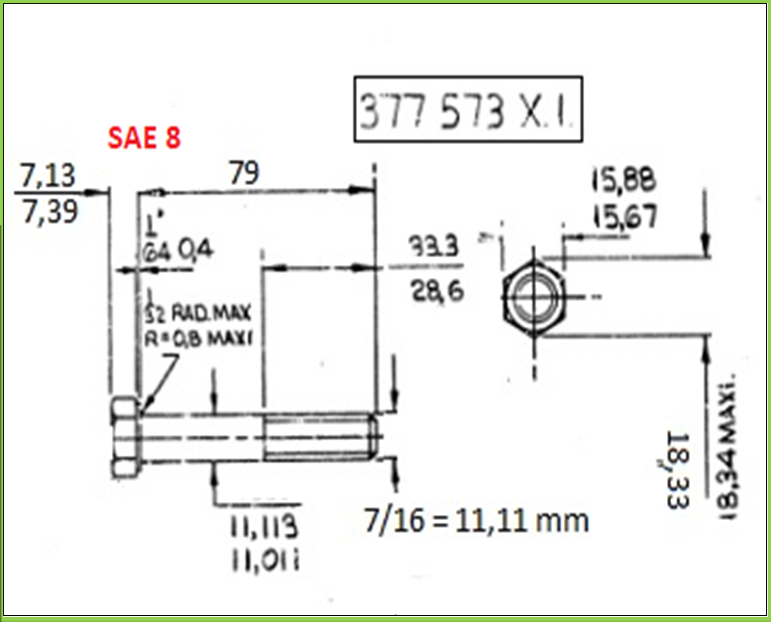 377 573 X.I.
SAE 8
7,13
7,39
79
15,88
15,67
1"
64 0,4
33.3
28,6
1
32 RAD. MAX
R=0,8 MAXI
18,33
18,34 MAXI.
11,113
11,011
7/16 = 11,11 mm